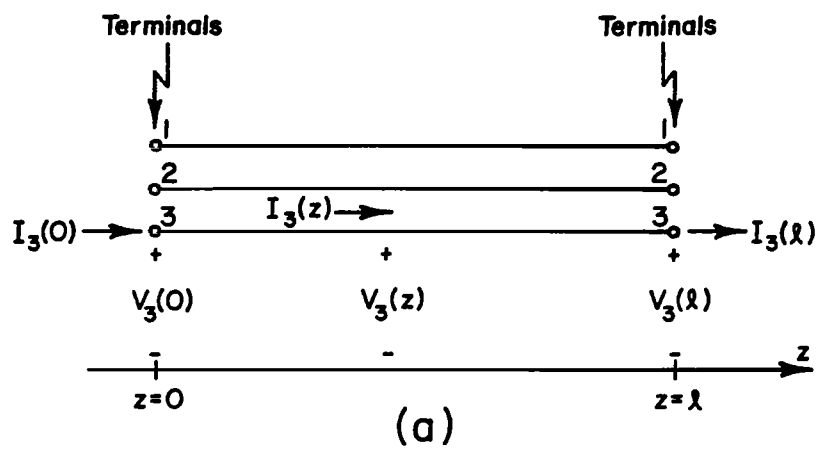 Terminals Terminals
1 1
2 2
I₃(z)
3 3
I₃(0) I₃(ℓ)
+ + +
V₃(0) V₃(z) V₃(ℓ)
- - -
z
z=0 z=ℓ
(a)